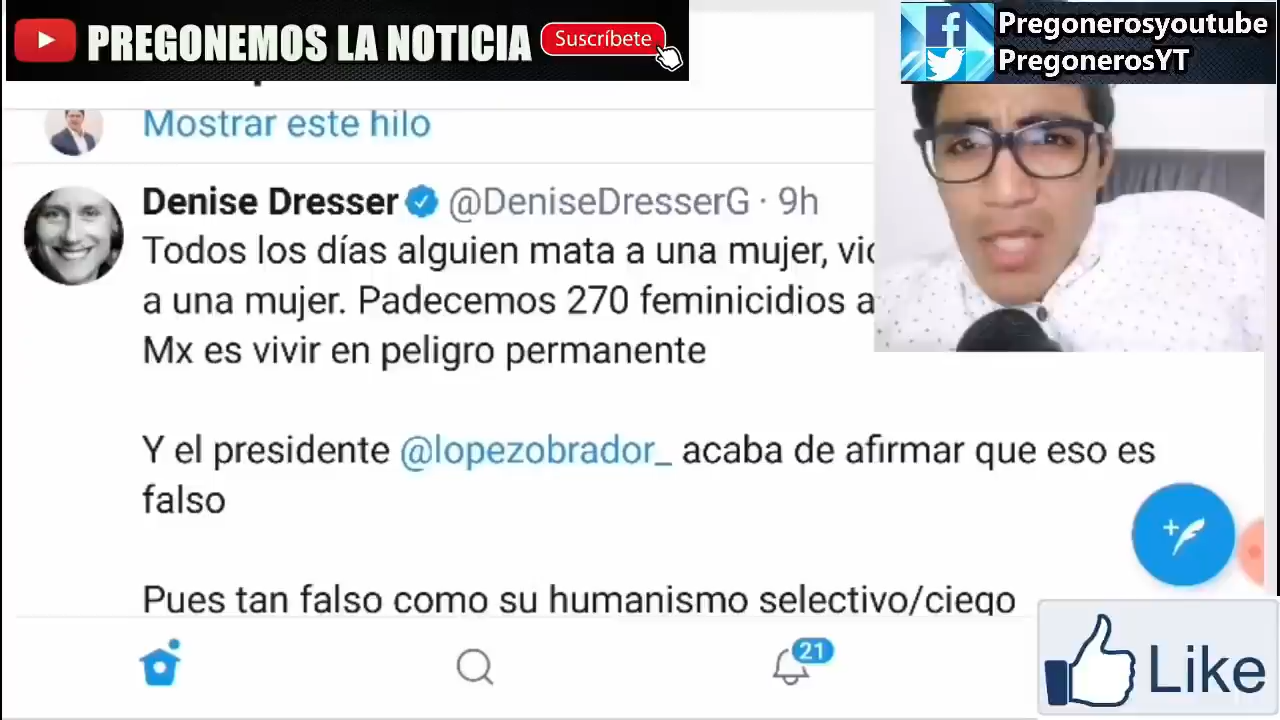 PREGONEMOS LA NOTICIA
Suscríbete
Pregonerosyoutube
PregonerosYT
Mostrar este hilo
Denise Dresser @DeniseDresserG · 9h
Todos los días alguien mata a una mujer,
a una mujer. Padecemos 270 feminicidios
Mx es vivir en peligro permanente
Y el presidente @lopezobrador_ acaba de afirmar que eso es
falso
Pues tan falso como su humanismo selectivo/ciego
21
Like